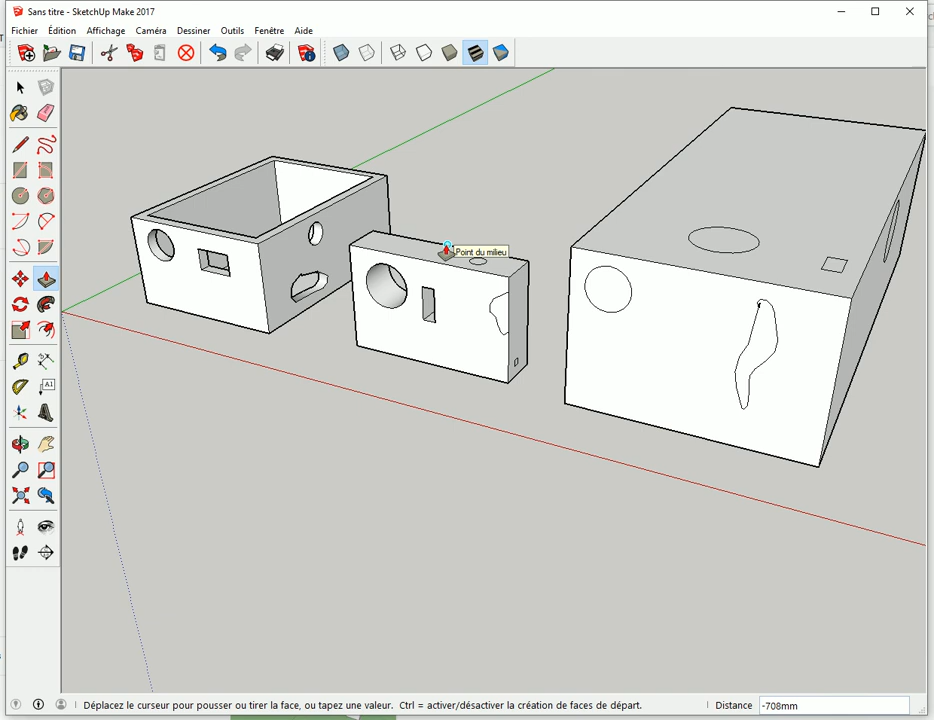 Sans titre - SketchUp Make 2017
Fichier Édition Affichage Caméra Dessiner Outils Fenêtre Aide
A1
Point du milieu
Déplacez le curseur pour pousser ou tirer la face, ou tapez une valeur. Ctrl = activer/désactiver la création de faces de départ.
Distance -708mm